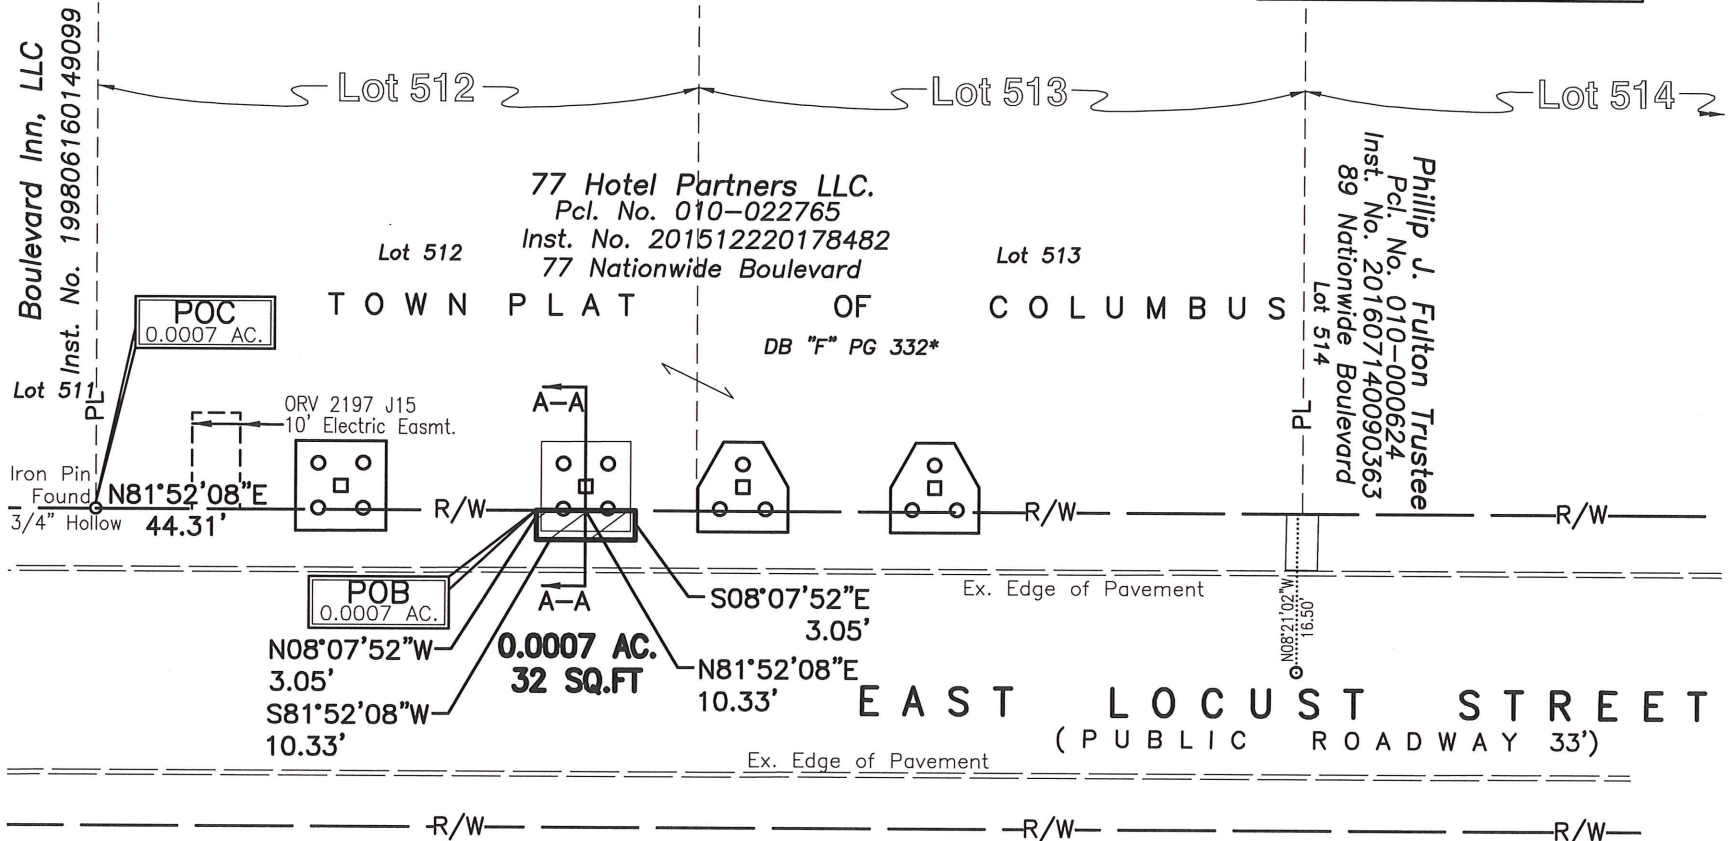 Boulevard Inn, LLC
Inst. No. 199806160149099
Lot 512
Lot 513
Lot 514
77 Hotel Partners LLC.
Pcl. No. 010-022765
Inst. No. 201512220178482
77 Nationwide Boulevard
Lot 512
Lot 513
Phillip J. Fulton Trustee
Pcl. No. 010-000624
Inst. No. 201607140090363
89 Nationwide Boulevard
Lot 514
TOWN PLAT OF COLUMBUS
DB "F" PG 332*
POC
0.0007 AC.
Lot 511
PL
PL
ORV 2197 J15
10' Electric Easmt.
A-A
Iron Pin
Found
3/4" Hollow
N81°52'08"E
44.31'
R/W
R/W
R/W
POB
0.0007 AC.
A-A
Ex. Edge of Pavement
S08°07'52"E
3.05'
N08°07'52"W
3.05'
0.0007 AC.
32 SQ.FT
N81°52'08"E
10.33'
S81°52'08"W
10.33'
N08°21'02"W
16.50'
EAST LOCUST STREET
(PUBLIC ROADWAY 33')
Ex. Edge of Pavement
R/W
R/W
R/W